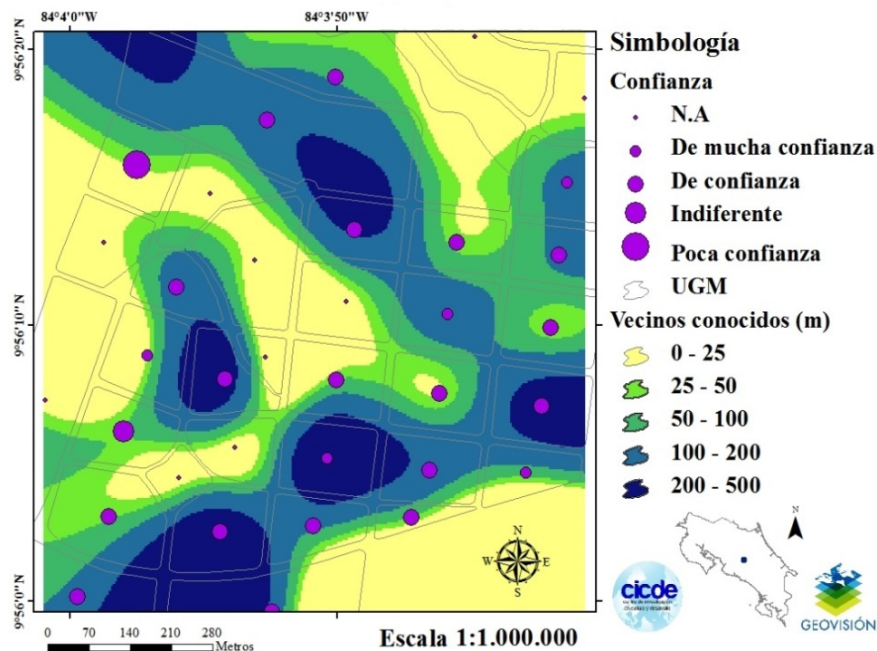 84°4'0"W
84°3'50"W
9°56'20"N
9°56'10"N
9°56'0"N
Simbología
Confianza
N.A
De mucha confianza
De confianza
Indiferente
Poca confianza
UGM
Vecinos conocidos (m)
0 - 25
25 - 50
50 - 100
100 - 200
200 - 500
N
W
E
S
N
cicde
GEOVISIÓN
0 70 140 210 280
Metros
Escala 1:1.000.000